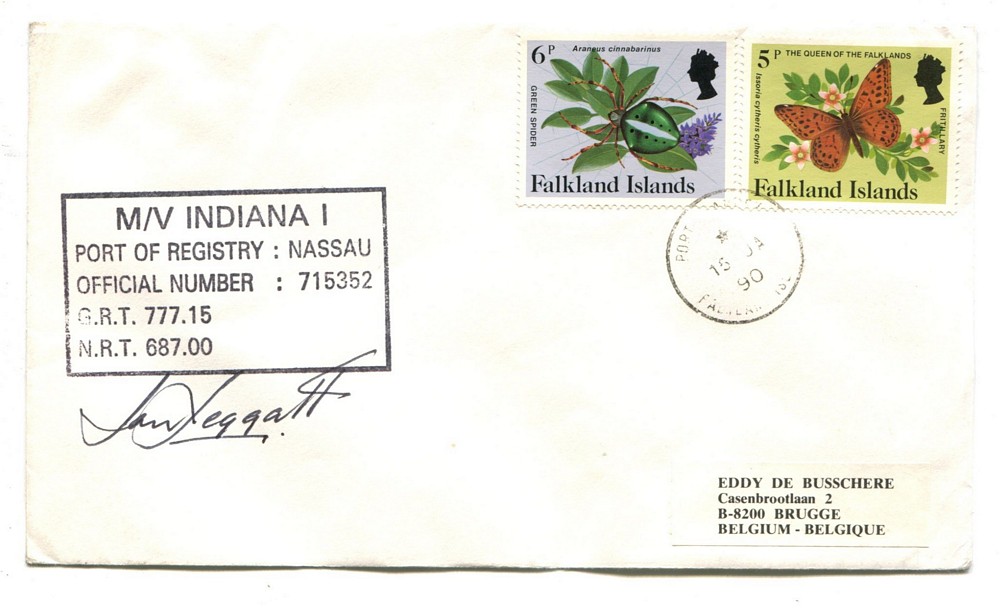 6P Araneus cinnabarinus
GREEN SPIDER
Falkland Islands
5P THE QUEEN OF THE FALKLANDS
Issoria cytheris cytheris
FRITILLARY
Falkland Islands
M/V INDIANA I
PORT OF REGISTRY : NASSAU
OFFICIAL NUMBER : 715352
G.R.T. 777.15
N.R.T. 687.00
Ian Leggatt
PORT
15 JA
90
EDDY DE BUSSCHERE
Casenbrootlaan 2
B-8200 BRUGGE
BELGIUM - BELGIQUE